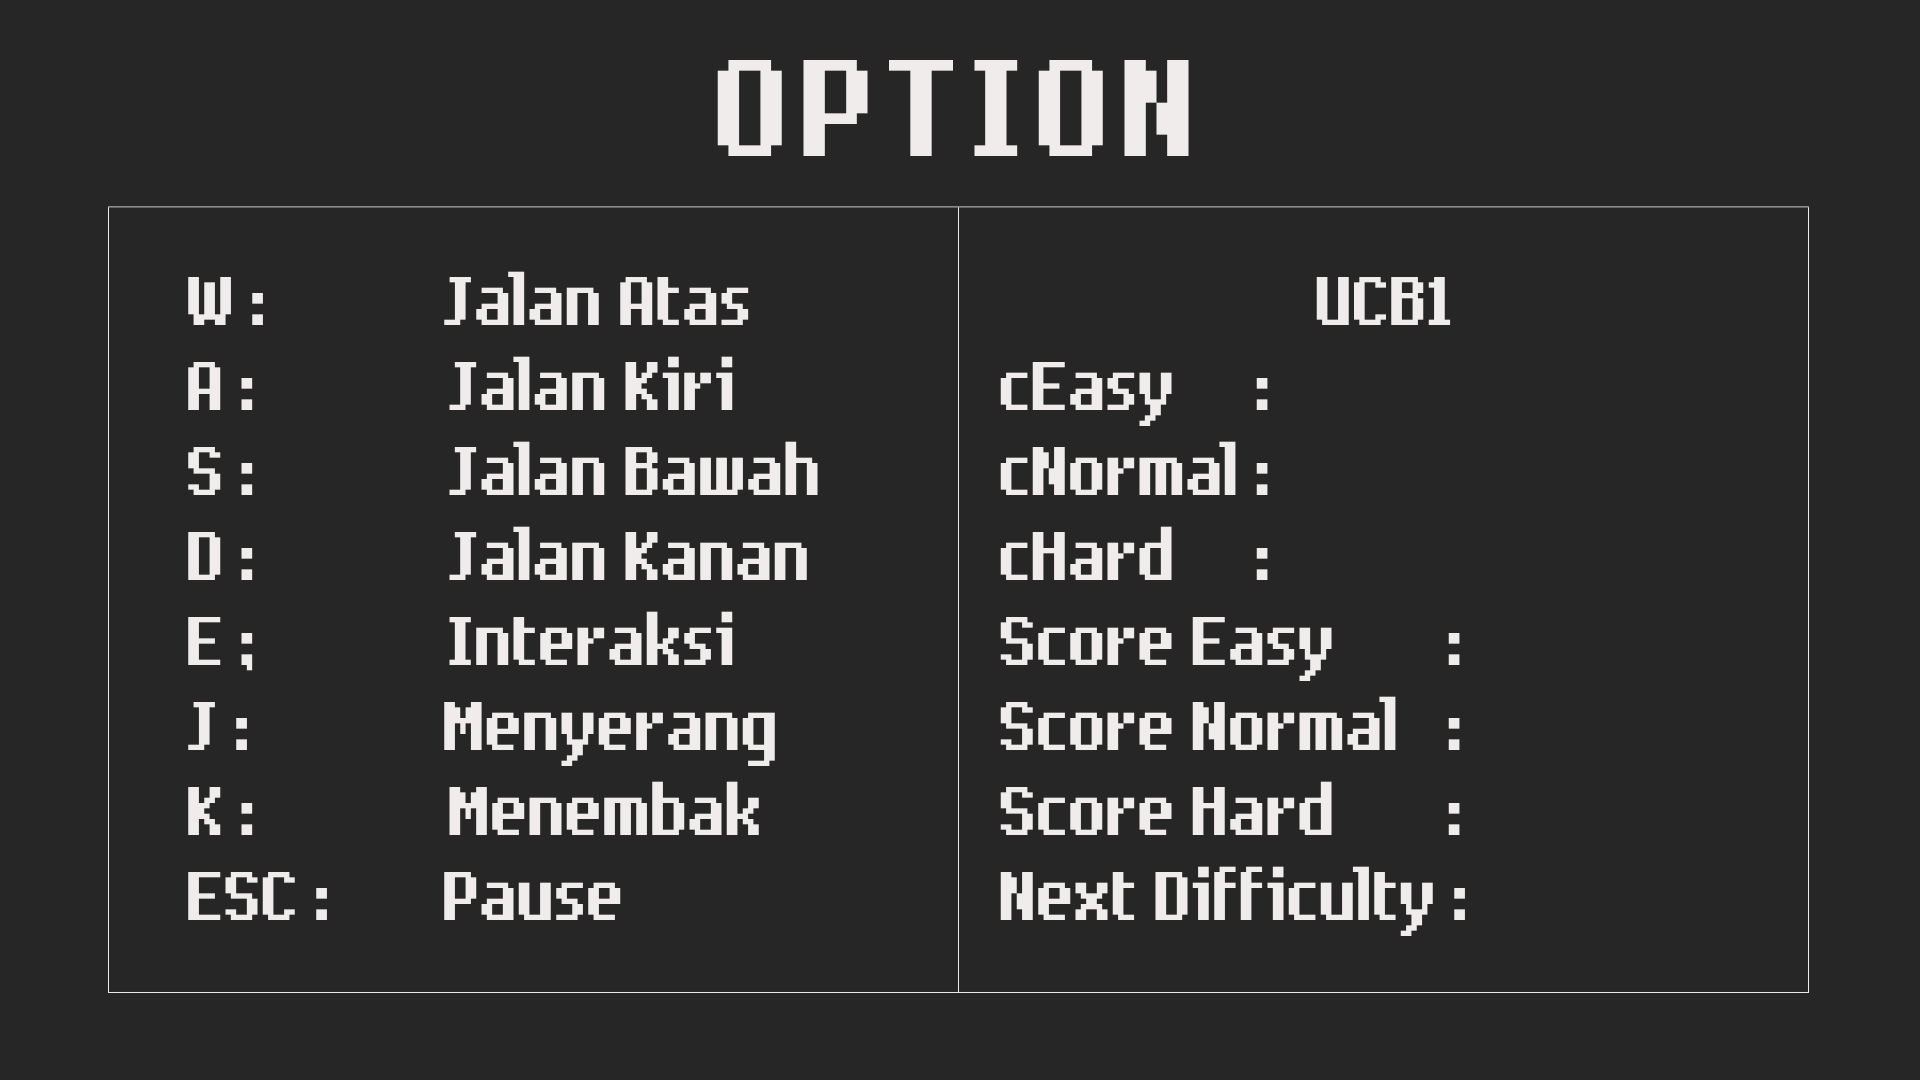 OPTION
W : Jalan Atas
A : Jalan Kiri
S : Jalan Bawah
D : Jalan Kanan
E ; Interaksi
J : Menyerang
K : Menembak
ESC : Pause
UCB1
cEasy :
cNormal :
cHard :
Score Easy :
Score Normal :
Score Hard :
Next Difficulty :